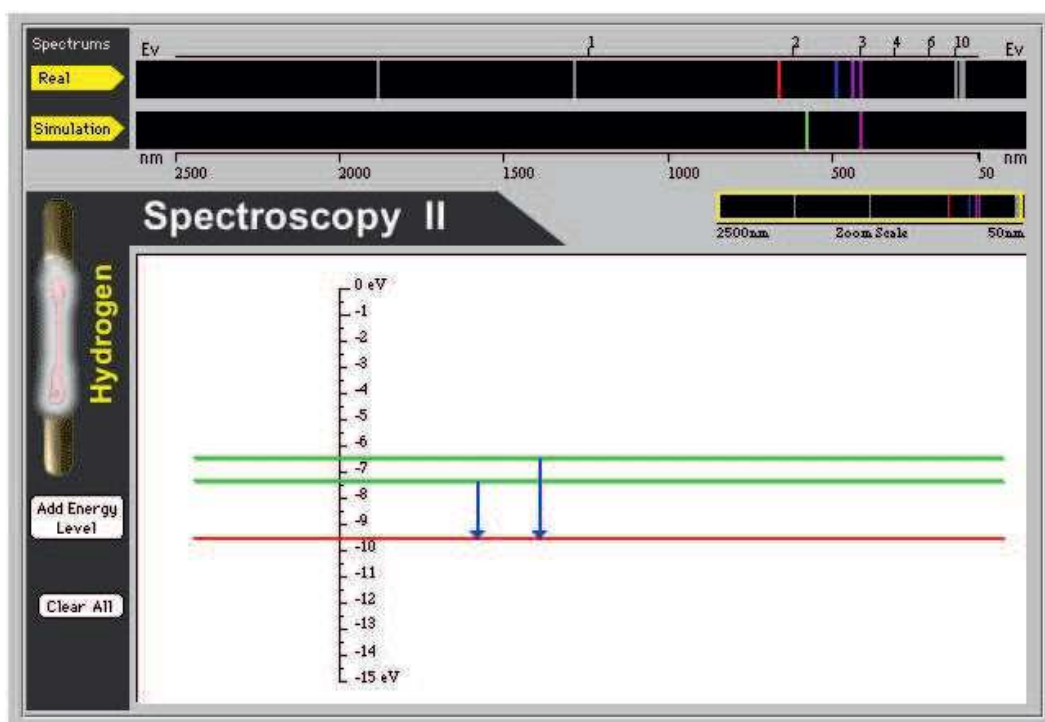 Spectrums
Ev 1 2 3 4 6 10 Ev
Real
Simulation
nm 2500 2000 1500 1000 500 50 nm
Spectroscopy II
2500nm Zoom Scale 50nm
Hydrogen
0 eV
-1
-2
-3
-4
-5
-6
-7
-8
-9
-10
-11
-12
-13
-14
-15 eV
Add Energy
Level
Clear All